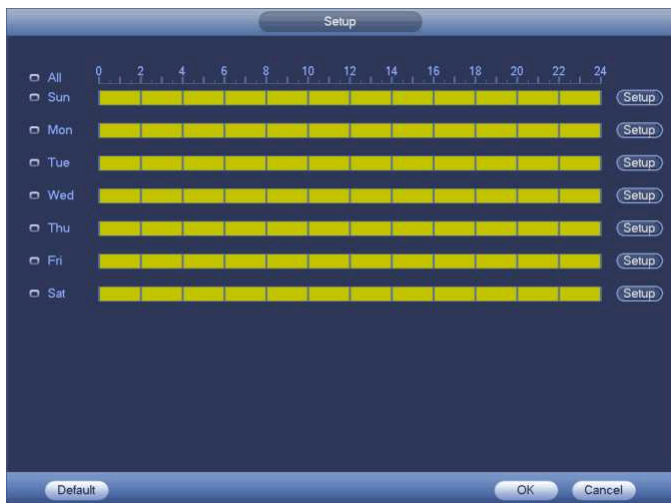 Setup
All 0 2 4 6 8 10 12 14 16 18 20 22 24
Sun Setup
Mon Setup
Tue Setup
Wed Setup
Thu Setup
Fri Setup
Sat Setup
Default OK Cancel